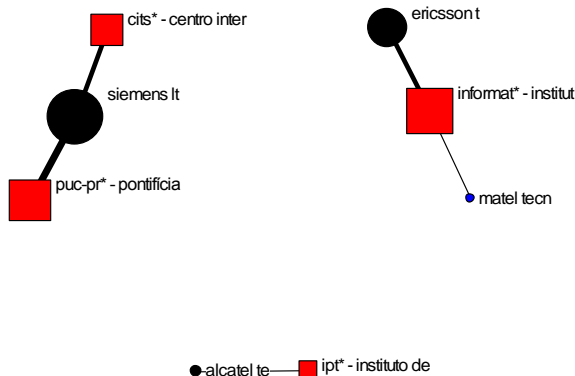 cits* - centro inter
ericsson t
siemens lt
informat* - institut
puc-pr* - pontifícia
matel tecn
alcatel te
ipt* - instituto de